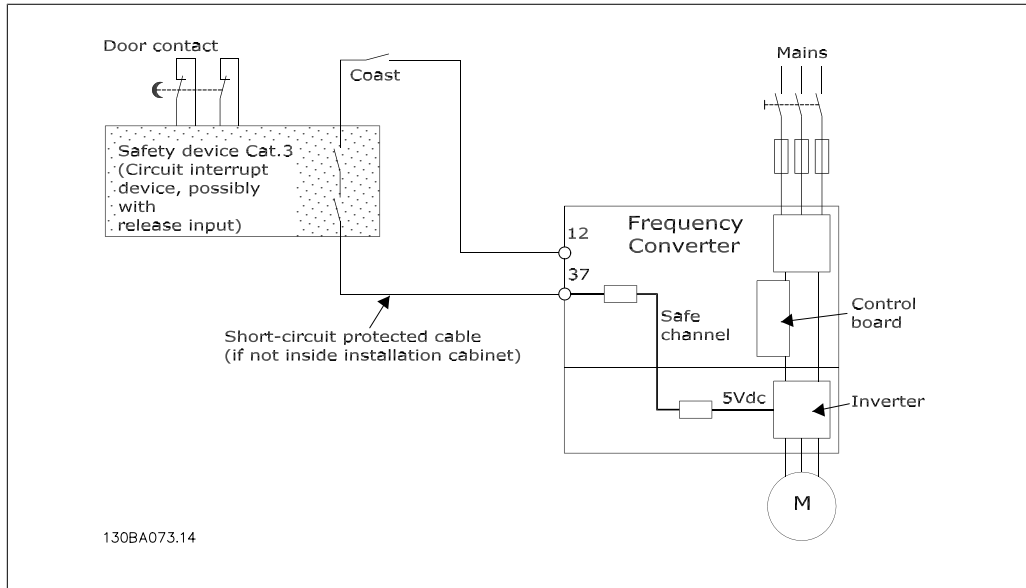 Door contact
Coast
Mains
Safety device Cat.3
(Circuit interrupt
device, possibly
with
release input)
Frequency
Converter
12
37
Safe
channel
Control
board
Short-circuit protected cable
(if not inside installation cabinet)
5Vdc
Inverter
M
130BA073.14